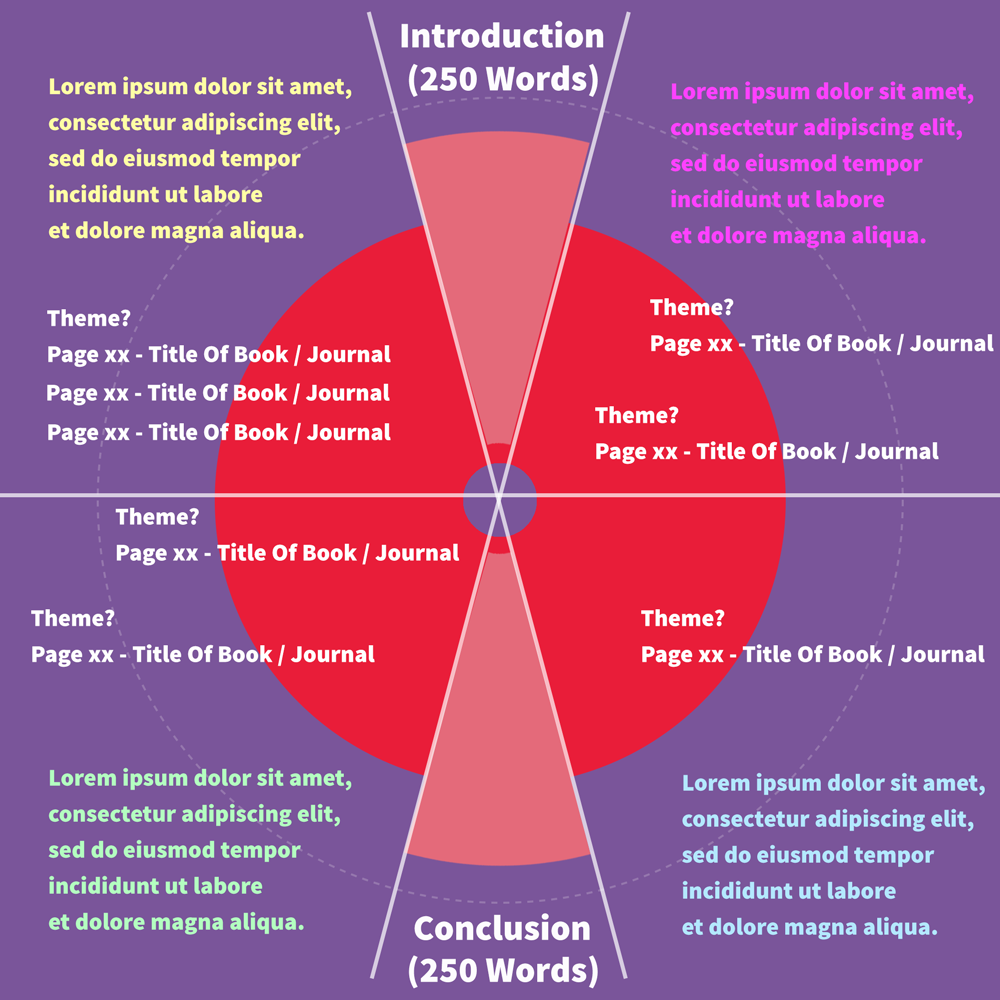 Introduction
(250 Words)
Lorem ipsum dolor sit amet,
consectetur adipiscing elit,
sed do eiusmod tempor
incididunt ut labore
et dolore magna aliqua.
Lorem ipsum dolor sit amet,
consectetur adipiscing elit,
sed do eiusmod tempor
incididunt ut labore
et dolore magna aliqua.
Theme?
Page xx - Title Of Book / Journal
Page xx - Title Of Book / Journal
Page xx - Title Of Book / Journal
Theme?
Page xx - Title Of Book / Journal
Theme?
Page xx - Title Of Book / Journal
Theme?
Page xx - Title Of Book / Journal
Theme?
Page xx - Title Of Book / Journal
Theme?
Page xx - Title Of Book / Journal
Lorem ipsum dolor sit amet,
consectetur adipiscing elit,
sed do eiusmod tempor
incididunt ut labore
et dolore magna aliqua.
Lorem ipsum dolor sit amet,
consectetur adipiscing elit,
sed do eiusmod tempor
incididunt ut labore
et dolore magna aliqua.
Conclusion
(250 Words)